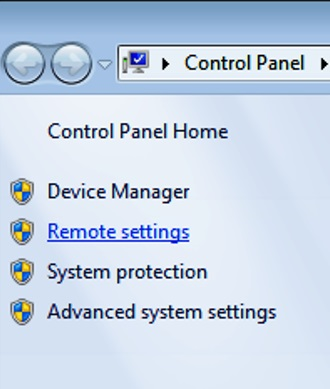 Control Panel
Control Panel Home
Device Manager
Remote settings
System protection
Advanced system settings